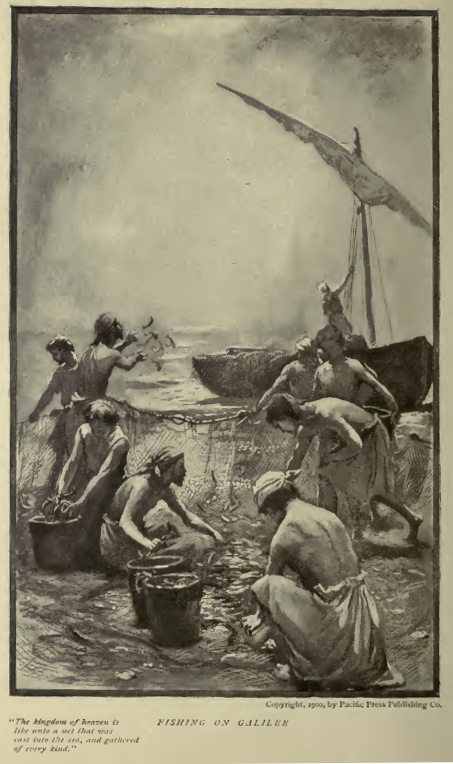 Copyright, 1900, by Pacific Press Publishing Co.
"The kingdom of heaven is
like unto a net that was
cast into the sea, and gathered
of every kind."
FISHING ON GALILEE